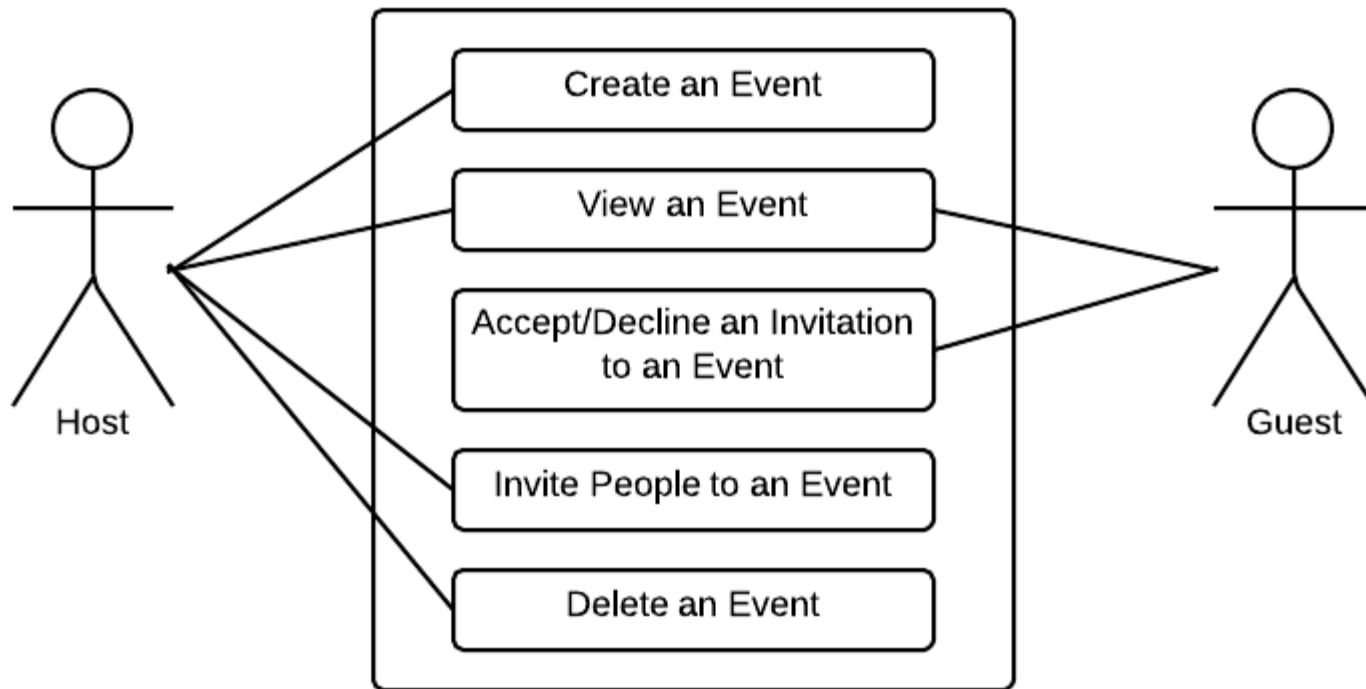 Create an Event
View an Event
Accept/Decline an Invitation
to an Event
Invite People to an Event
Delete an Event
Host
Guest